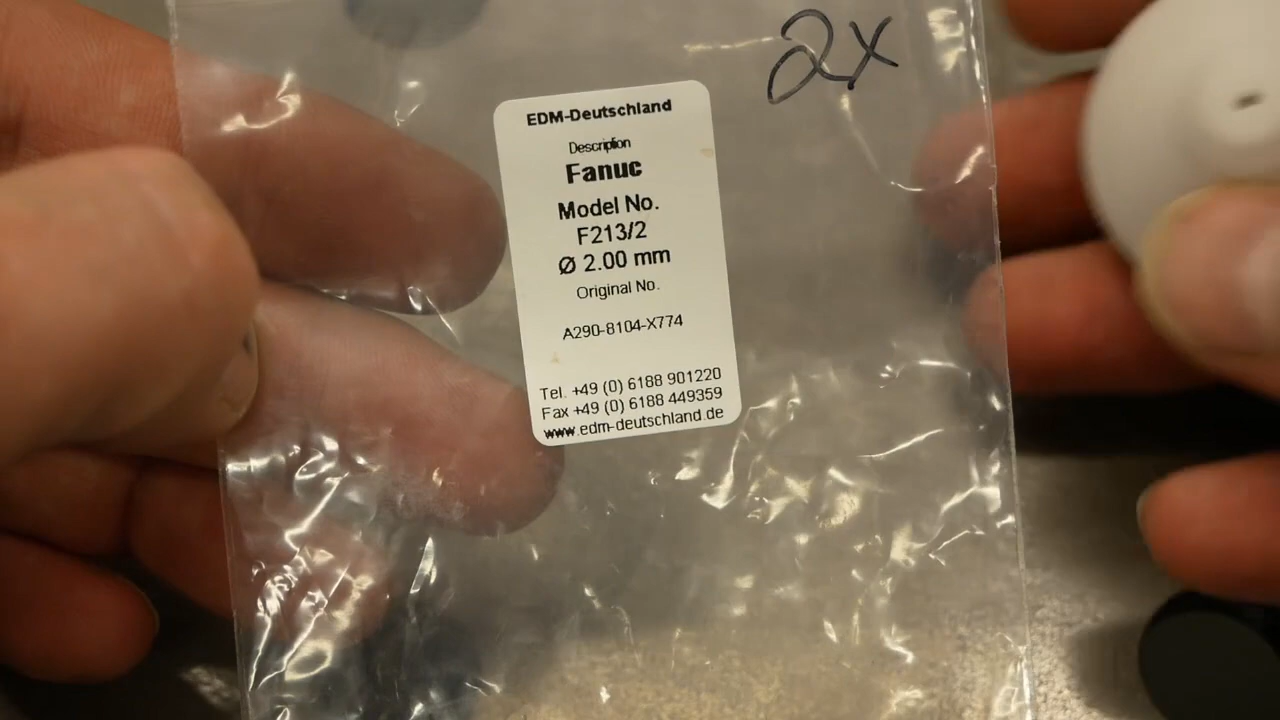 2x
EDM-Deutschland
Description
Fanuc
Model No.
F213/2
Ø 2.00 mm
Original No.
A290-8104-X774
Tel. +49 (0) 6188 901220
Fax +49 (0) 6188 449359
www.edm-deutschland.de